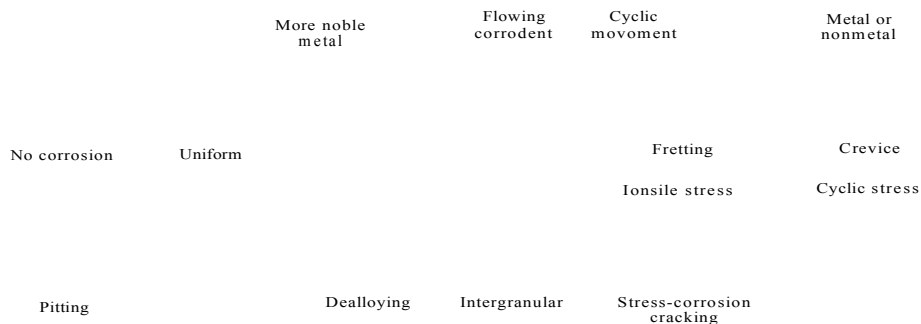 More noble
metal
Flowing
corrodent
Cyclic
movoment
Metal or
nonmetal
No corrosion
Uniform
Fretting
Crevice
Ionsile stress
Cyclic stress
Pitting
Dealloying
Intergranular
Stress-corrosion
cracking